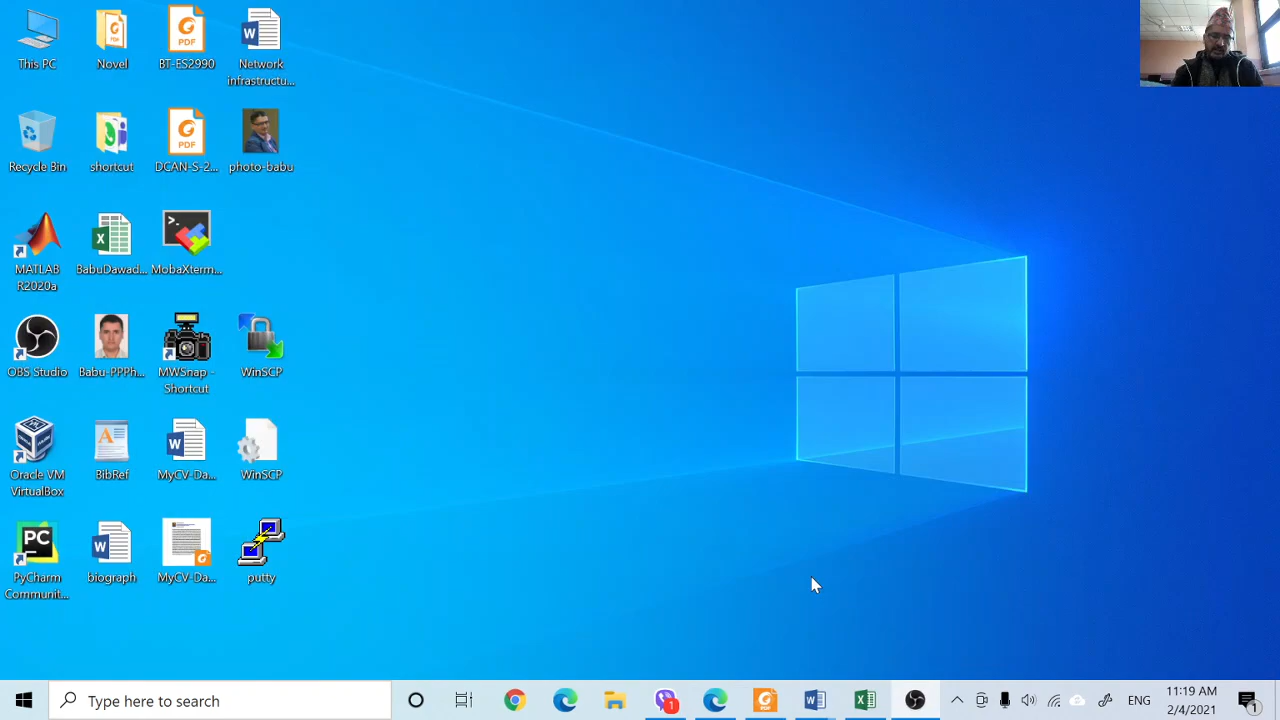 This PC
Novel
BT-ES2990
Network
infrastructu...
Recycle Bin
shortcut
DCAN-S-2...
photo-babu
MATLAB
R2020a
BabuDawad...
MobaXterm...
OBS Studio
Babu-PPPh...
MWSnap -
Shortcut
WinSCP
Oracle VM
VirtualBox
BibRef
MyCV-Da...
WinSCP
PyCharm
Communit...
biograph
MyCV-Da...
putty
Type here to search
ENG
11:19 AM
2/4/2021